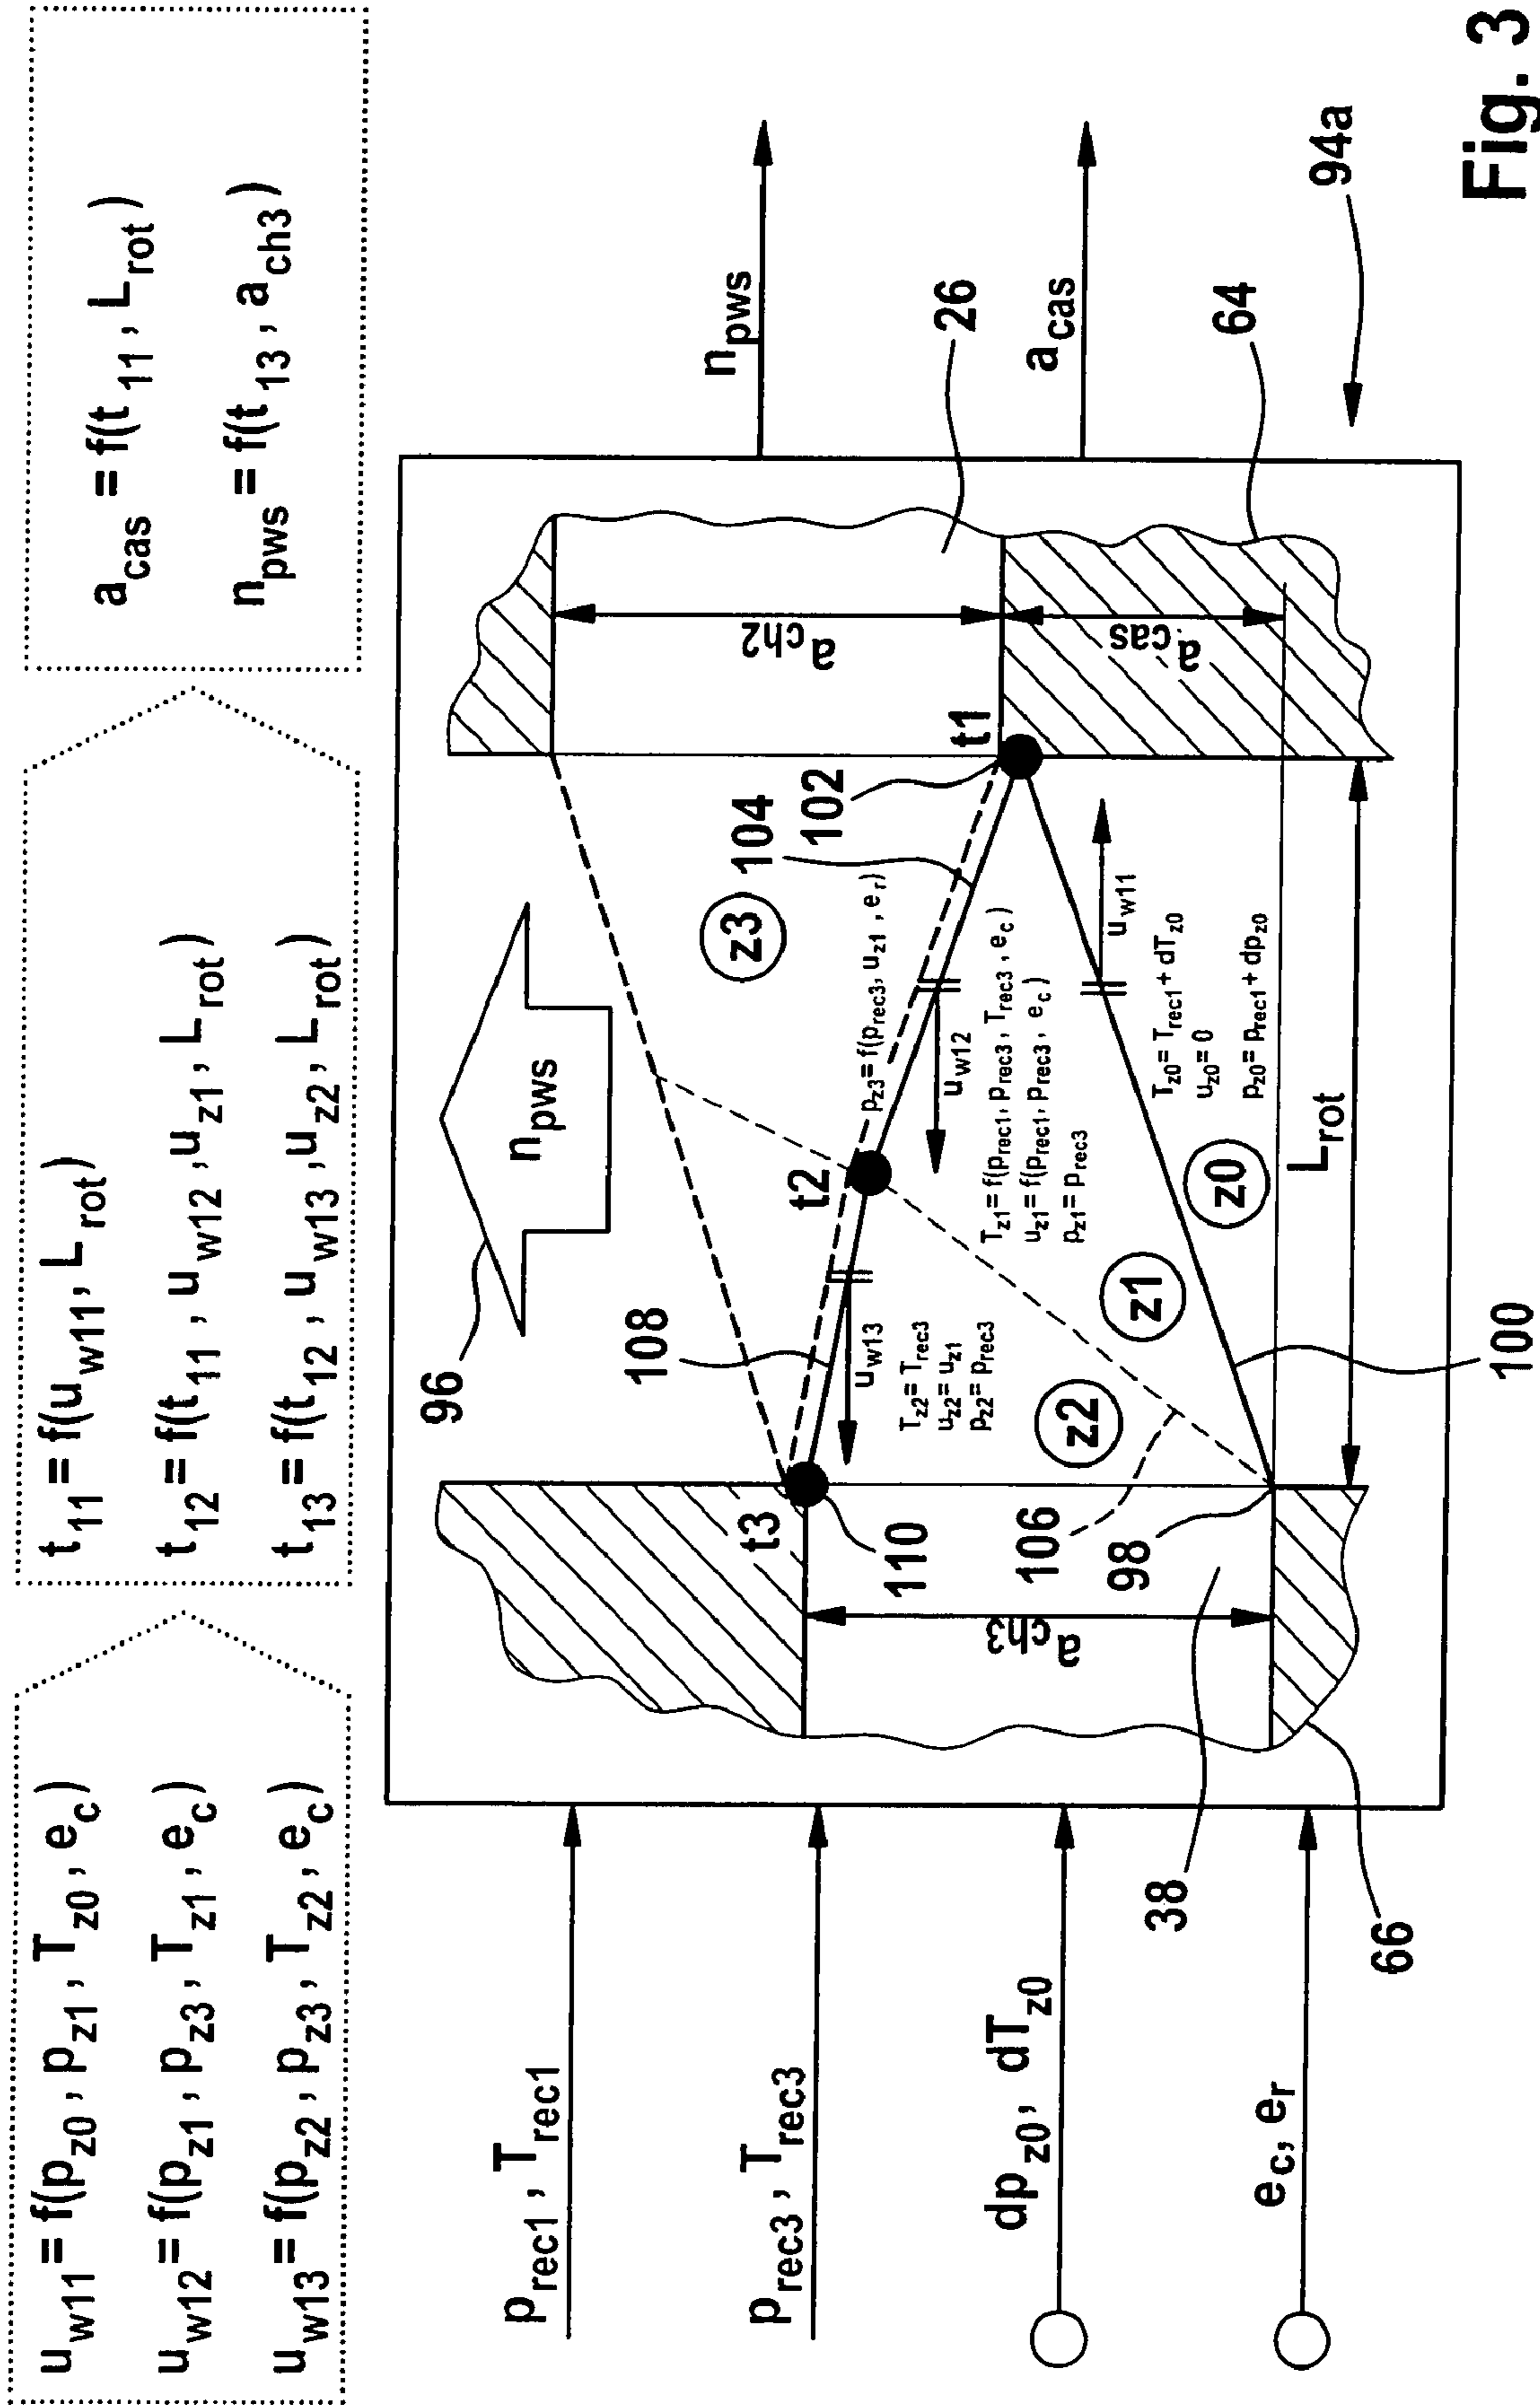 u_w11 = f(p_z0 , p_z1 , T_z0 , e_c)
u_w12 = f(p_z1 , p_z3 , T_z1 , e_c)
u_w13 = f(p_z2 , p_z3 , T_z2 , e_c)
t_11 = f(u_w11 , L_rot)
t_12 = f(t_11 , u_w12 , u_z1 , L_rot)
t_13 = f(t_12 , u_w13 , u_z2 , L_rot)
a_cas = f(t_11 , L_rot)
n_pws = f(t_13 , a_ch3)
p_rec1 , T_rec1
p_rec3 , T_rec3
dp_z0 , dT_z0
e_c, e_r
96
n_pws
108
t3
110
106
98
a_ch3
38
66
t2
z3
104
102
t1
a_ch2
a_cas
p_z3 = f(p_rec3, u_z1 , e_r)
u_w12
u_w13
T_z2 = T_rec3
u_z2 = u_z1
p_z2 = p_rec3
z2
T_z1 = f(p_rec1, p_rec3 , T_rec3 , e_c)
u_z1 = f(p_rec1, p_rec3 , e_c)
p_z1 = p_rec3
z1
u_w11
T_z0 = T_rec1 + dT_z0
u_z0 = 0
p_z0 = p_rec1 + dp_z0
z0
L_rot
100
n_pws
26
a_cas
64
94a
Fig. 3